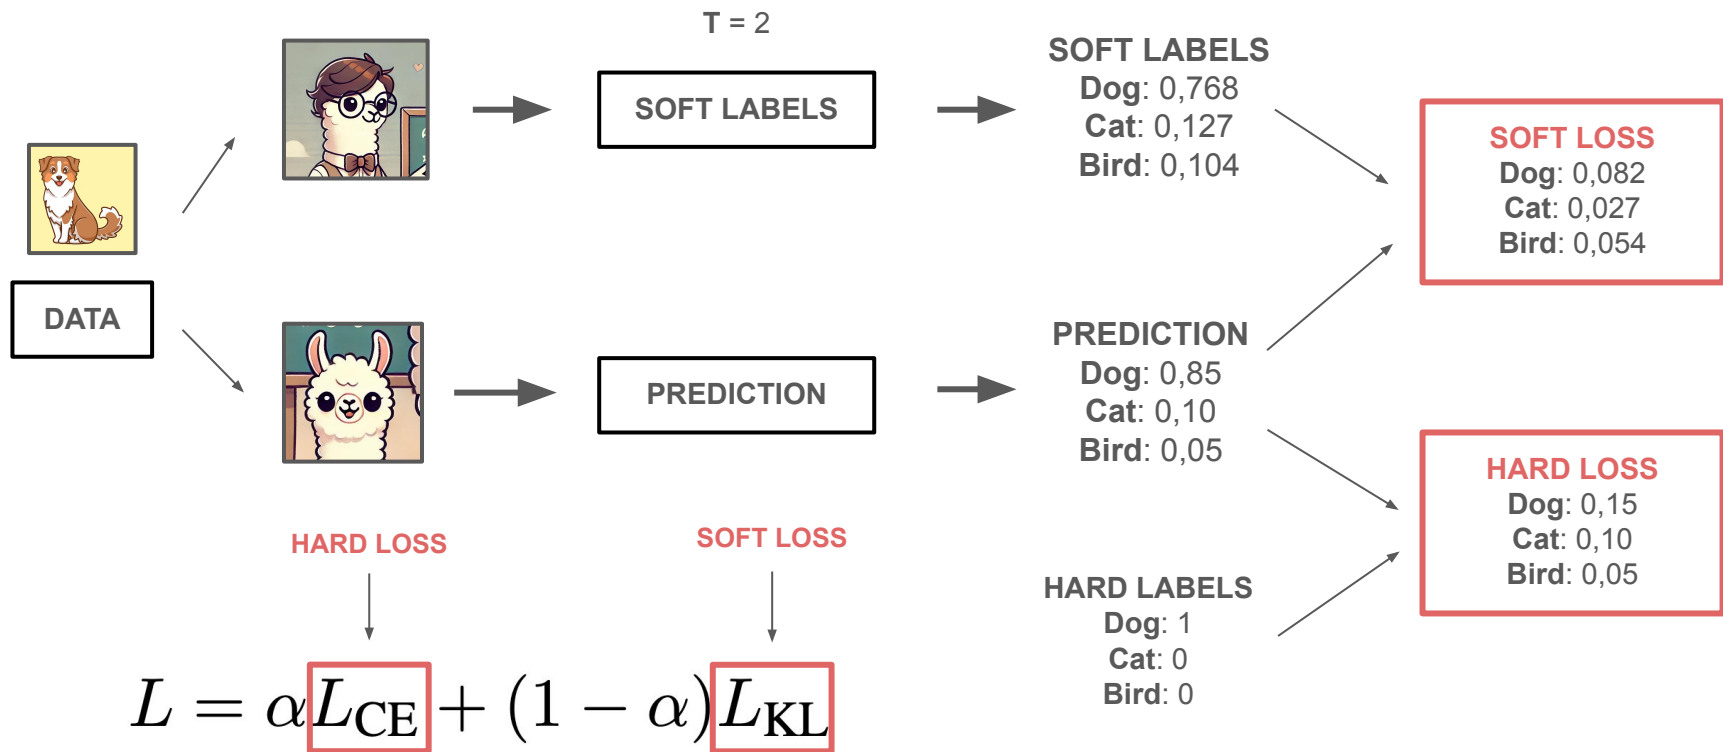 T = 2
SOFT LABELS
DATA
PREDICTION
SOFT LABELS
Dog: 0,768
Cat: 0,127
Bird: 0,104
PREDICTION
Dog: 0,85
Cat: 0,10
Bird: 0,05
HARD LABELS
Dog: 1
Cat: 0
Bird: 0
SOFT LOSS
Dog: 0,082
Cat: 0,027
Bird: 0,054
HARD LOSS
Dog: 0,15
Cat: 0,10
Bird: 0,05
HARD LOSS
SOFT LOSS
L = αL_CE + (1 − α)L_KL